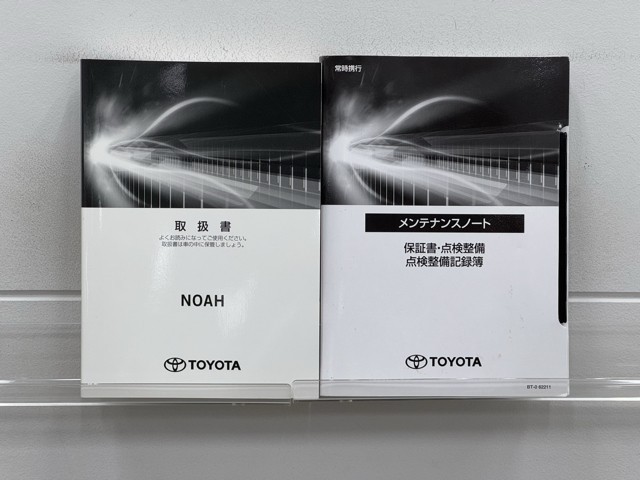 取扱書
よくお読みになってご使用ください。
取扱書は車の中に保管しましょう。
NOAH
TOYOTA
常時携行
メンテナンスノート
保証書・点検整備
点検整備記録簿
TOYOTA
BT-0 62211